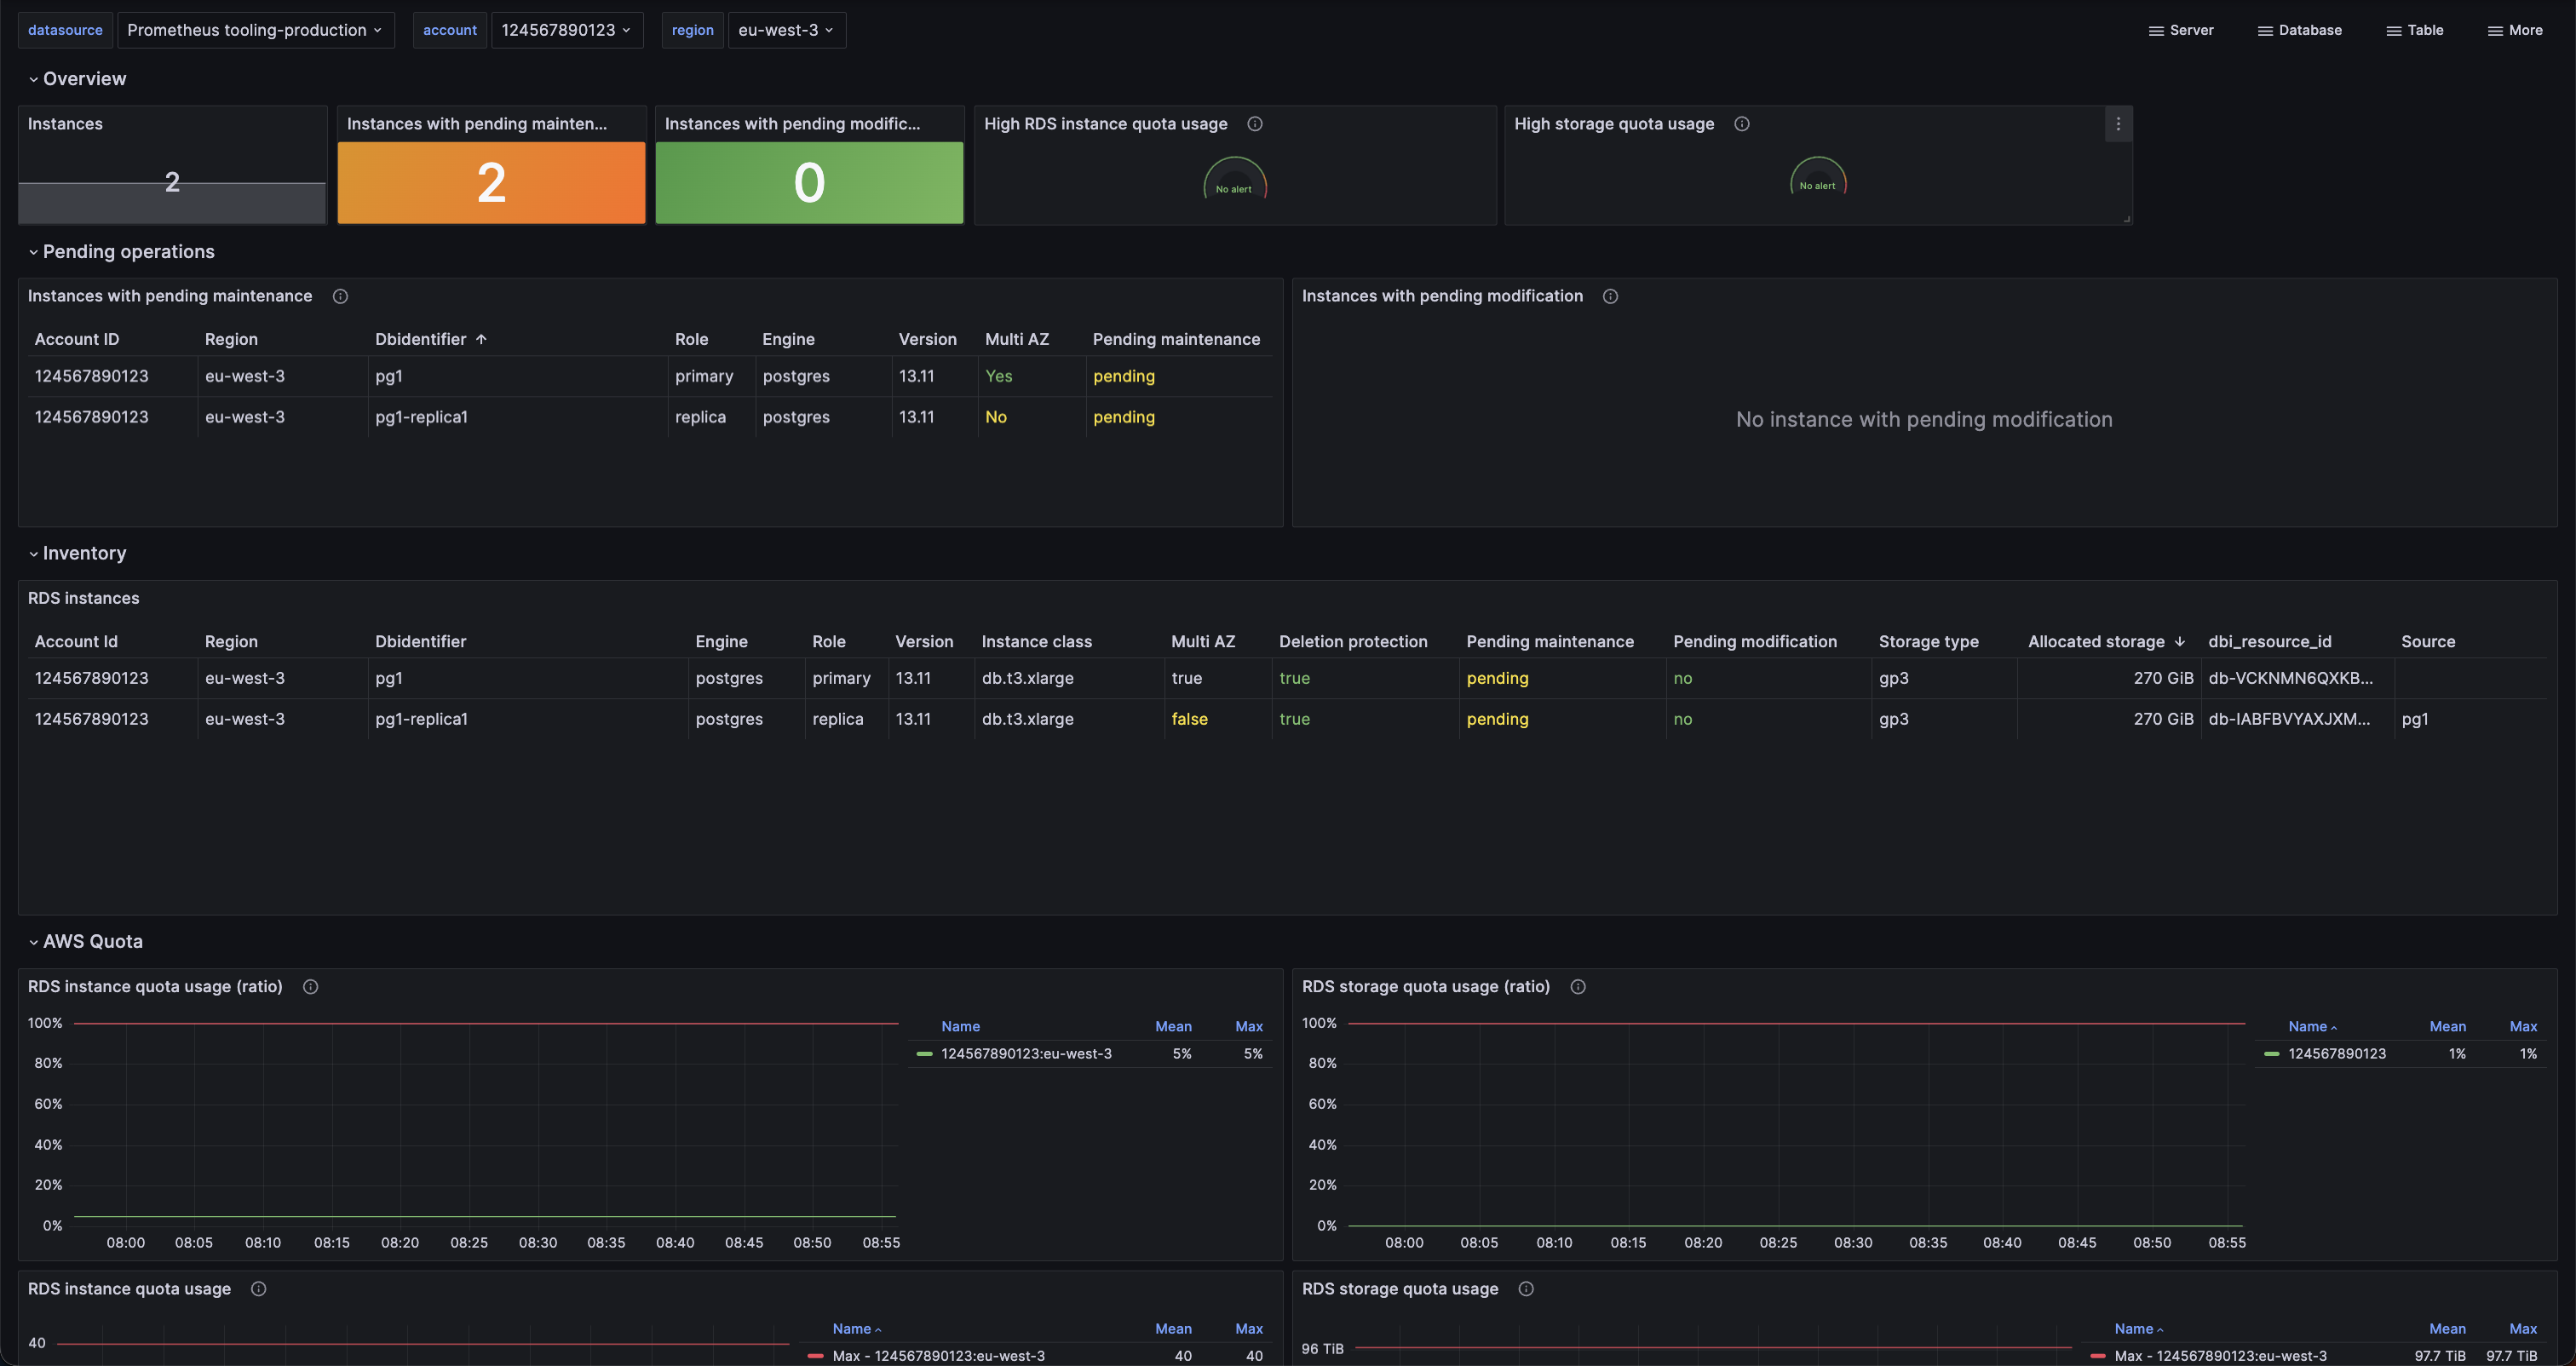 datasource Prometheus tooling-production account 124567890123 region eu-west-3 Server Database Table More
Overview
Instances
2
Instances with pending mainten...
2
Instances with pending modific...
0
High RDS instance quota usage
No alert
High storage quota usage
No alert
Pending operations
Instances with pending maintenance
Account ID Region Dbidentifier Role Engine Version Multi AZ Pending maintenance
124567890123 eu-west-3 pg1 primary postgres 13.11 Yes pending
124567890123 eu-west-3 pg1-replica1 replica postgres 13.11 No pending
Instances with pending modification
No instance with pending modification
Inventory
RDS instances
Account Id Region Dbidentifier Engine Role Version Instance class Multi AZ Deletion protection Pending maintenance Pending modification Storage type Allocated storage dbi_resource_id Source
124567890123 eu-west-3 pg1 postgres primary 13.11 db.t3.xlarge true true pending no gp3 270 GiB db-VCKNMN6QXKB...
124567890123 eu-west-3 pg1-replica1 postgres replica 13.11 db.t3.xlarge false true pending no gp3 270 GiB db-IABFBVYAXJXM... pg1
AWS Quota
RDS instance quota usage (ratio)
100%
80%
60%
40%
20%
0%
08:00 08:05 08:10 08:15 08:20 08:25 08:30 08:35 08:40 08:45 08:50 08:55
Name Mean Max
124567890123:eu-west-3 5% 5%
RDS storage quota usage (ratio)
100%
80%
60%
40%
20%
0%
08:00 08:05 08:10 08:15 08:20 08:25 08:30 08:35 08:40 08:45 08:50 08:55
Name Mean Max
124567890123 1% 1%
RDS instance quota usage
40
Name Mean Max
Max - 124567890123:eu-west-3 40 40
RDS storage quota usage
96 TiB
Name Mean Max
Max - 124567890123:eu-west-3 97.7 TiB 97.7 TiB